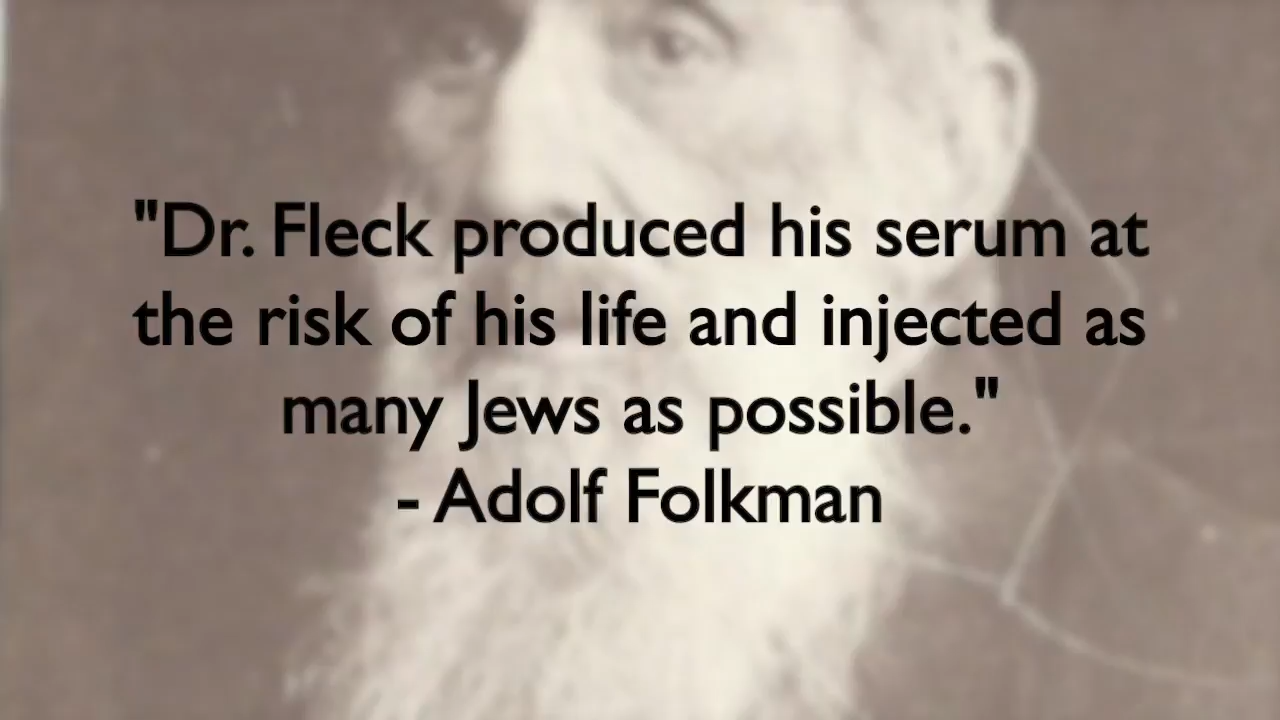 "Dr. Fleck produced his serum at
the risk of his life and injected as
many Jews as possible."
- Adolf Folkman